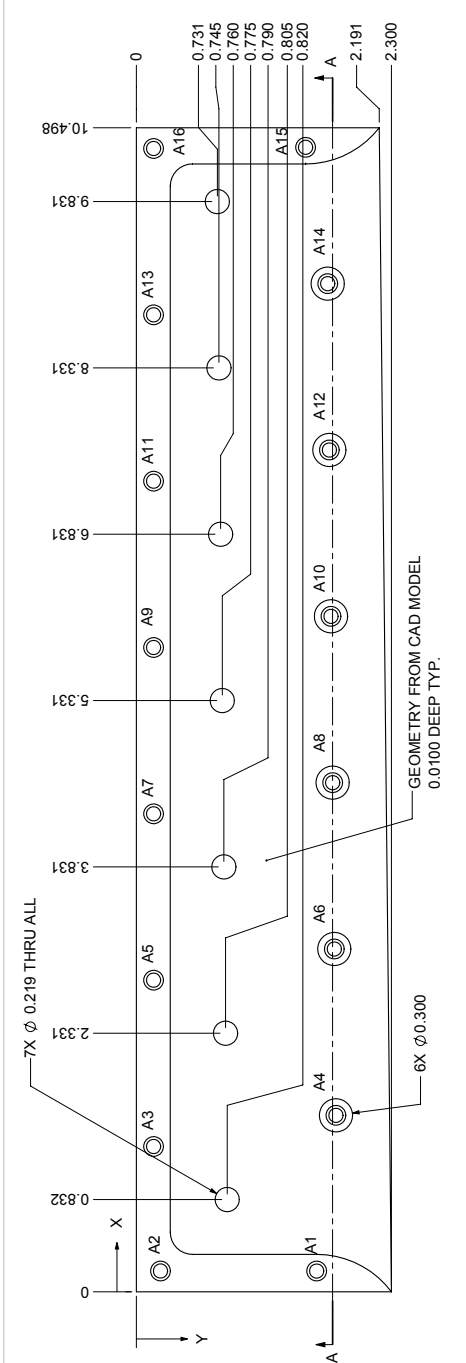 0
0.731
0.745
0.760
0.775
0.790
0.805
0.820
A
2.191
2.300
10.498
9.831
8.331
6.831
5.331
3.831
2.331
0.832
0
A16
A15
A13
A14
A11
A12
A9
A10
A7
A8
A5
A6
A3
A4
A2
A1
7X Ø 0.219 THRU ALL
GEOMETRY FROM CAD MODEL
0.0100 DEEP TYP.
6X Ø0.300
X
Y
A